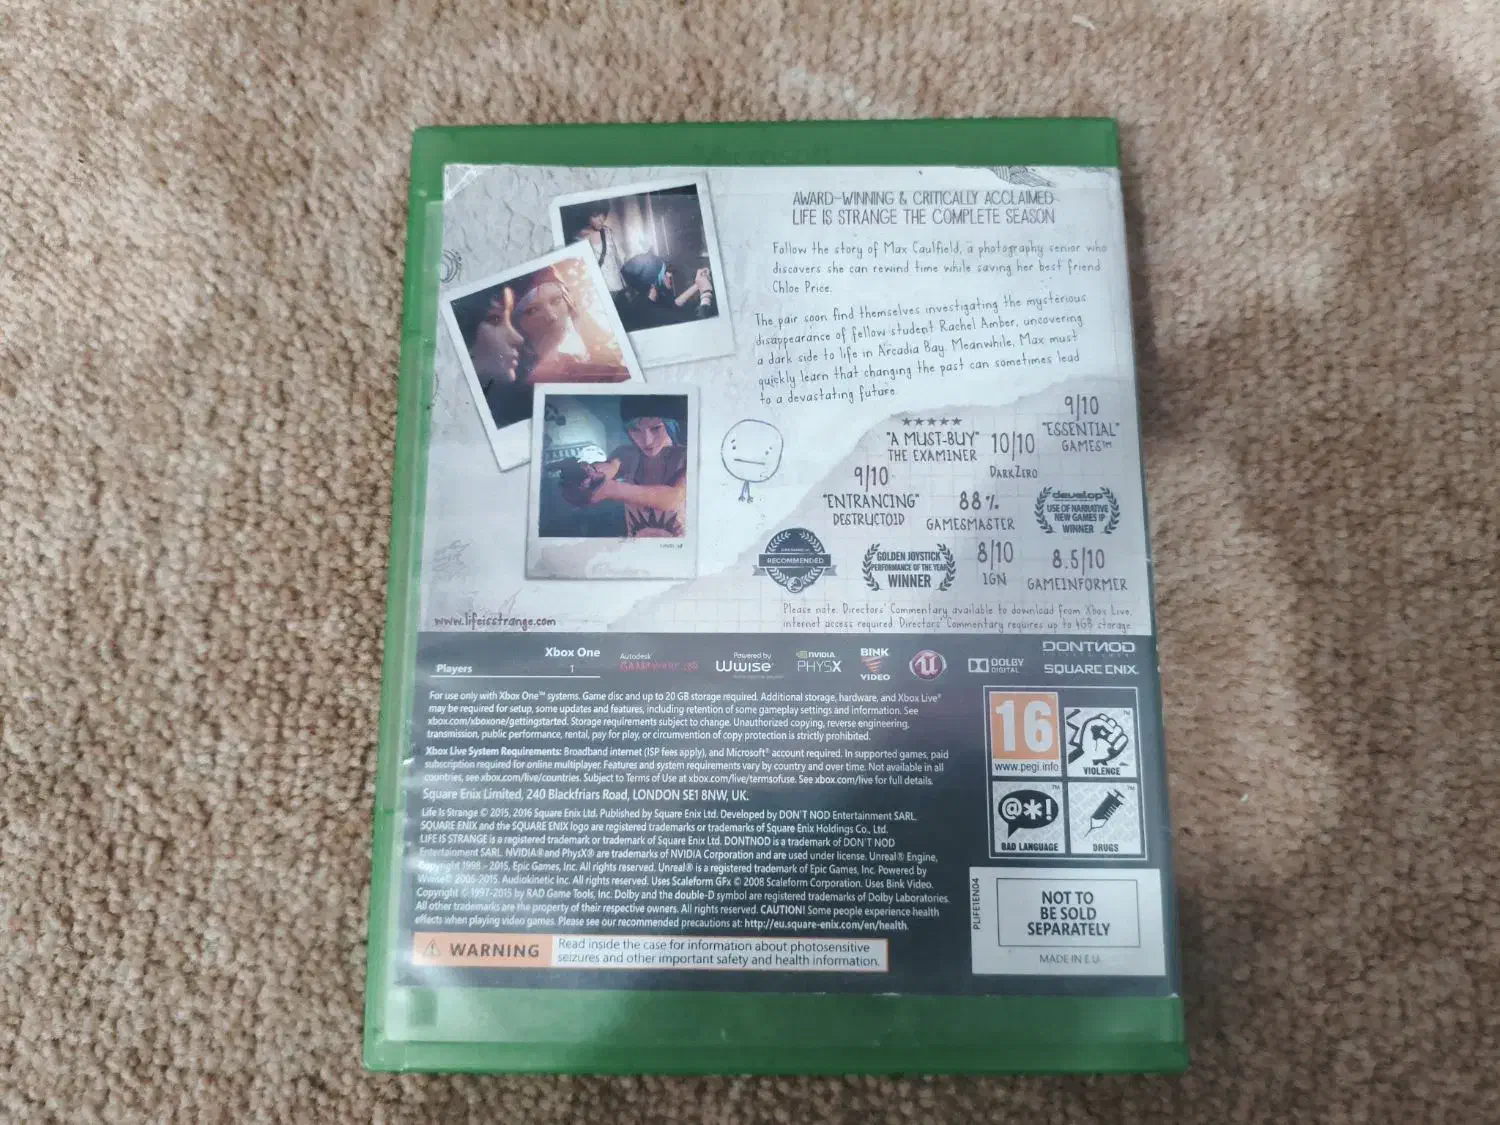 AWARD-WINNING & CRITICALLY ACCLAIMED
LIFE IS STRANGE THE COMPLETE SEASON
Follow the story of Max Caulfield, a photography senior who
discovers she can rewind time while saving her best friend
Chloe Price.
The pair soon find themselves investigating the mysterious
disappearance of fellow student Rachel Amber, uncovering
a dark side to life in Arcadia Bay. Meanwhile, Max must
quickly learn that changing the past can sometimes lead
to a devastating future.
★★★★★
"A MUST-BUY"
THE EXAMINER
10/10
DARKZERO
9/10
"ESSENTIAL"
GAMES™
9/10
"ENTRANCING"
DESTRUCTOID
88%
GAMESMASTER
develop
USE OF NARRATIVE
NEW GAMES IP
WINNER
RECOMMENDED
GOLDEN JOYSTICK
PERFORMANCE OF THE YEAR
WINNER
8/10
IGN
8.5/10
GAMEINFORMER
www.lifeisstrange.com
Please note: Directors' Commentary available to download from Xbox Live,
internet access required. Directors' Commentary requires up to 4GB storage.
Xbox One
Players 1
Autodesk
GAMEWARE
Powered by
Wwise
NVIDIA
PHYSX
BINK
VIDEO
DOLBY
DIGITAL
DONTNOD
SQUARE ENIX
For use only with Xbox One™ systems. Game disc and up to 20 GB storage required. Additional storage, hardware, and Xbox Live®
may be required for setup, some updates and features, including retention of some gameplay settings and information. See
xbox.com/xboxone/gettingstarted. Storage requirements subject to change. Unauthorized copying, reverse engineering,
transmission, public performance, rental, pay for play, or circumvention of copy protection is strictly prohibited.
Xbox Live System Requirements: Broadband internet (ISP fees apply), and Microsoft® account required. In supported games, paid
subscription required for online multiplayer. Features and system requirements vary by country and over time. Not available in all
countries, see xbox.com/live/countries. Subject to Terms of Use at xbox.com/live/termsofuse. See xbox.com/live for full details.
Square Enix Limited, 240 Blackfriars Road, LONDON SE1 8NW, UK.
Life Is Strange © 2015, 2016 Square Enix Ltd. Published by Square Enix Ltd. Developed by DON'T NOD Entertainment SARL.
SQUARE ENIX and the SQUARE ENIX logo are registered trademarks or trademarks of Square Enix Holdings Co., Ltd.
LIFE IS STRANGE is a registered trademark or trademark of Square Enix Ltd. DONTNOD is a trademark of DON'T NOD
Entertainment SARL. NVIDIA® and PhysX® are trademarks of NVIDIA Corporation and are used under license. Unreal® Engine,
Copyright 1998 - 2015, Epic Games, Inc. All rights reserved. Unreal® is a registered trademark of Epic Games, Inc. Powered by
Wwise © 2006-2015. Audiokinetic Inc. All rights reserved. Uses Scaleform GFx © 2008 Scaleform Corporation. Uses Bink Video.
Copyright © 1997-2015 by RAD Game Tools, Inc. Dolby and the double-D symbol are registered trademarks of Dolby Laboratories.
All other trademarks are the property of their respective owners. All rights reserved. CAUTION! Some people experience health
effects when playing video games. Please see our recommended precautions at: http://eu.square-enix.com/en/health.
WARNING
Read inside the case for information about photosensitive
seizures and other important safety and health information.
16
www.pegi.info
VIOLENCE
@*!
BAD LANGUAGE
DRUGS
PLIFE1EN04
NOT TO
BE SOLD
SEPARATELY
MADE IN E.U.